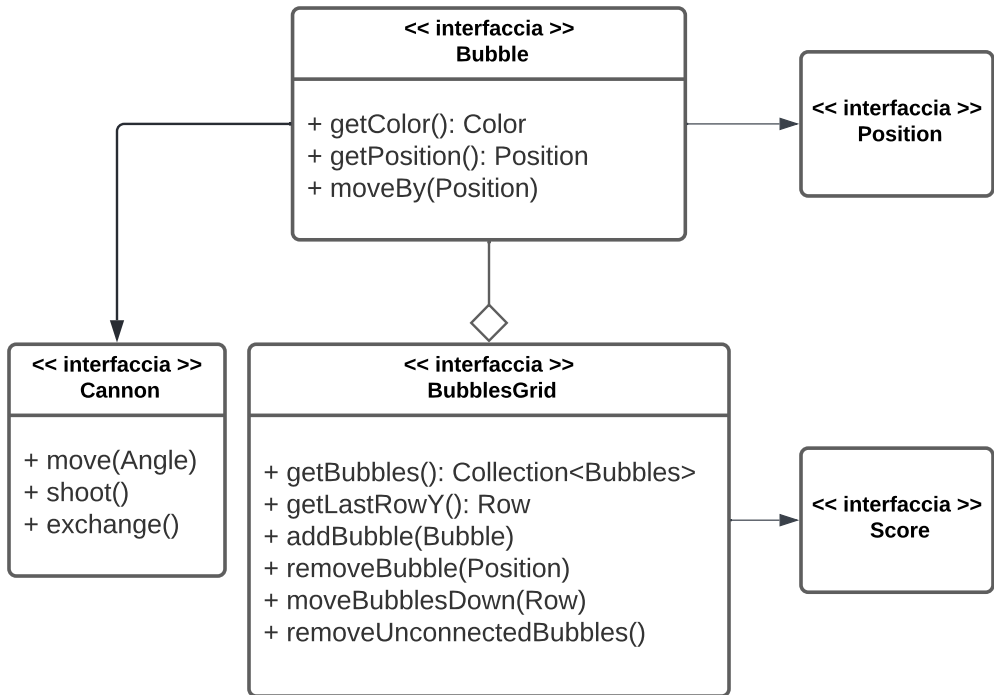 << interfaccia >>
Bubble
+ getColor(): Color
+ getPosition(): Position
+ moveBy(Position)
<< interfaccia >>
Position
<< interfaccia >>
Cannon
+ move(Angle)
+ shoot()
+ exchange()
<< interfaccia >>
BubblesGrid
+ getBubbles(): Collection<Bubbles>
+ getLastRowY(): Row
+ addBubble(Bubble)
+ removeBubble(Position)
+ moveBubblesDown(Row)
+ removeUnconnectedBubbles()
<< interfaccia >>
Score